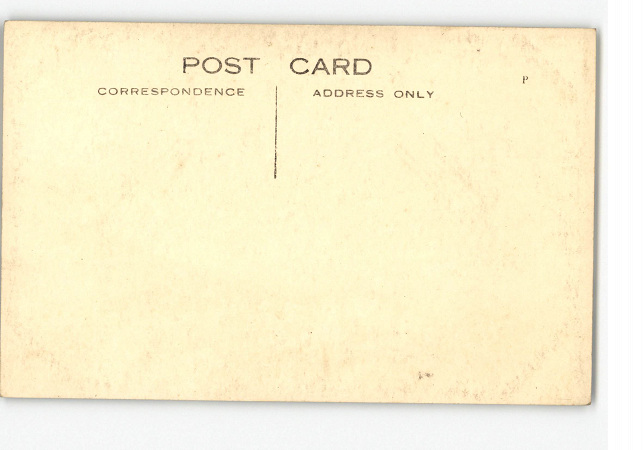 POST CARD
P
CORRESPONDENCE
ADDRESS ONLY